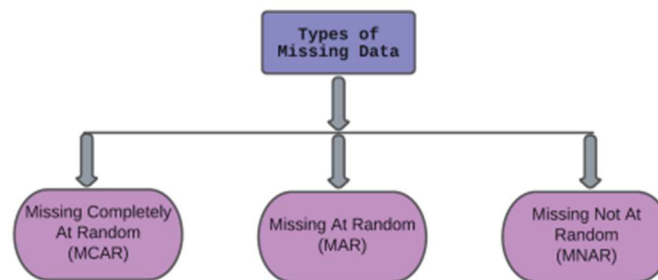 Types of
Missing Data
Missing Completely
At Random
(MCAR)
Missing At Random
(MAR)
Missing Not At
Random
(MNAR)